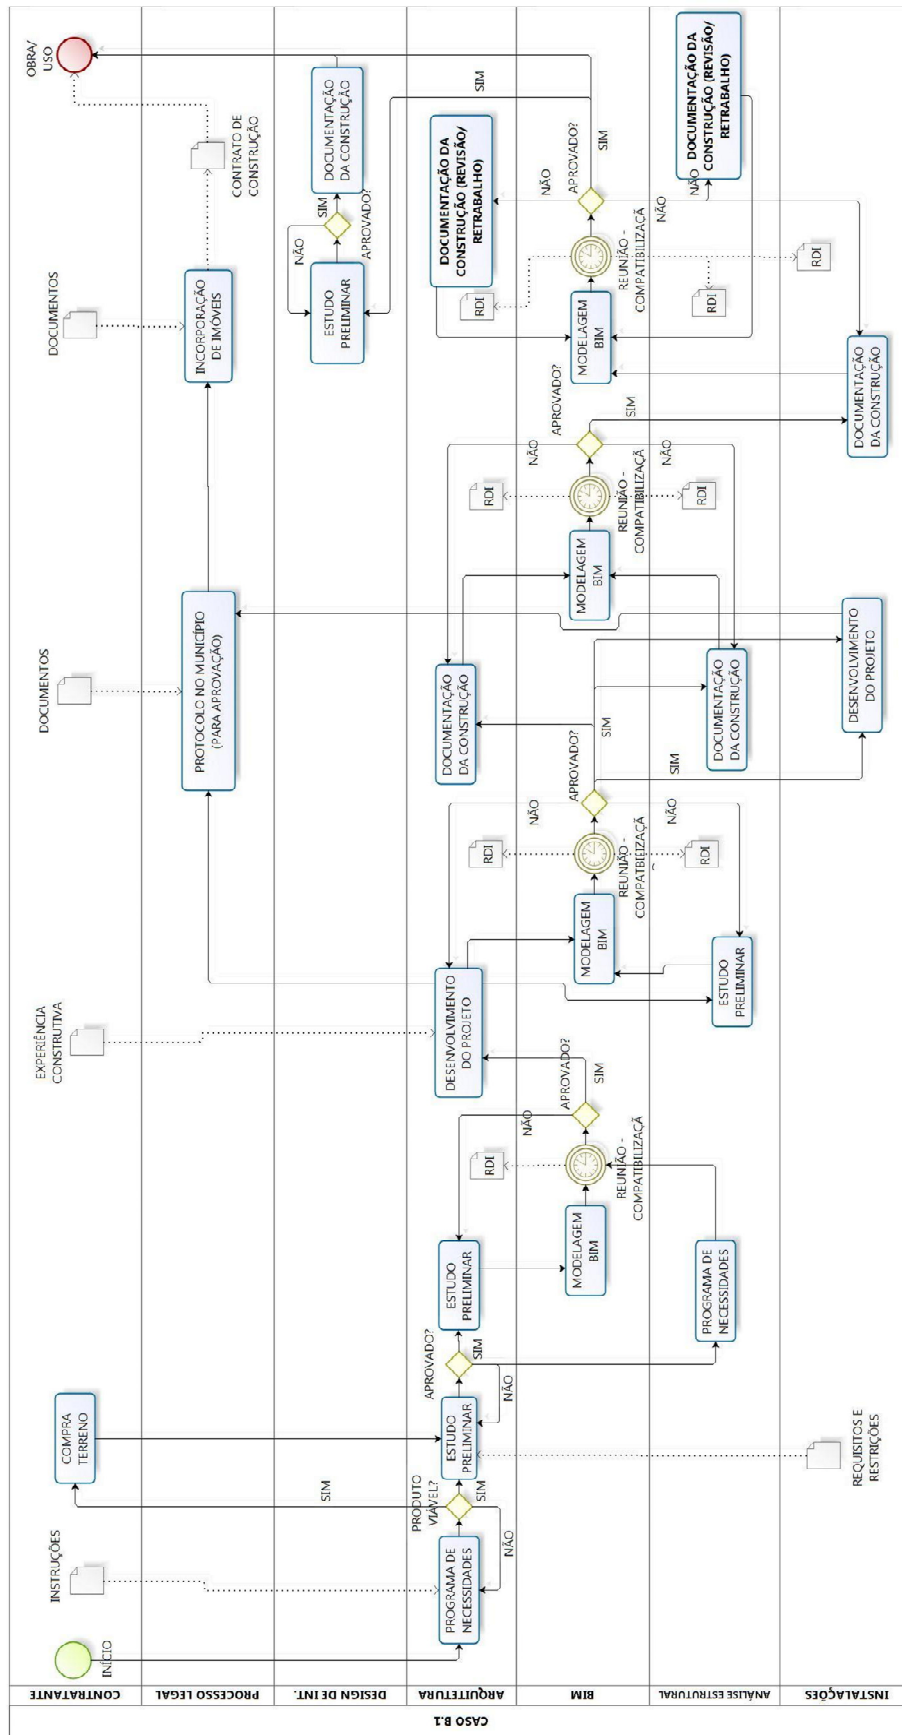 CASO B.1
CONTRATANTE
PROCESSO LEGAL
DESIGN DE INT.
ARQUITETURA
BIM
ANÁLISE ESTRUTURAL
INSTALAÇÕES
INÍCIO
INSTRUÇÕES
COMPRA
TERRENO
EXPERIÊNCIA
CONSTRUTIVA
DOCUMENTOS
DOCUMENTOS
OBRA/
USO
PROTOCOLO NO MUNICÍPIO
(PARA APROVAÇÃO)
INCORPORAÇÃO
DE IMÓVEIS
CONTRATO DE
CONSTRUÇÃO
SIM
ESTUDO
PRELIMINAR
NÃO
SIM
APROVADO?
DOCUMENTAÇÃO
DA CONSTRUÇÃO
PROGRAMA DE
NECESSIDADES
PRODUTO
VIÁVEL?
SIM
NÃO
ESTUDO
PRELIMINAR
APROVADO?
SIM
NÃO
ESTUDO
PRELIMINAR
RDI
NÃO
DESENVOLVIMENTO
DO PROJETO
RDI
NÃO
DOCUMENTAÇÃO
DA CONSTRUÇÃO
RDI
NÃO
RDI
DOCUMENTAÇÃO DA
CONSTRUÇÃO (REVISÃO/
RETRABALHO)
NÃO
SIM
SIM
MODELAGEM
BIM
REUNIÃO -
COMPATIBILIZAÇÃ
APROVADO?
SIM
MODELAGEM
BIM
REUNIÃO -
COMPATBILIZAÇÃ
APROVADO?
SIM
SIM
MODELAGEM
BIM
REUNIÃO -
COMPATIBILIZAÇÃ
APROVADO?
SIM
MODELAGEM
BIM
REUNIÃO -
COMPATIBILIZAÇÃ
APROVADO?
SIM
PROGRAMA DE
NECESSIDADES
ESTUDO
PRELIMINAR
RDI
NÃO
DOCUMENTAÇÃO
DA CONSTRUÇÃO
RDI
NÃO
RDI
NÃO
NÃO
DOCUMENTAÇÃO DA
CONSTRUÇÃO (REVISÃO/
RETRABALHO)
REQUISITOS E
RESTRIÇÕES
DESENVOLVIMENTO
DO PROJETO
DOCUMENTAÇÃO
DA CONSTRUÇÃO
RDI
NÃO